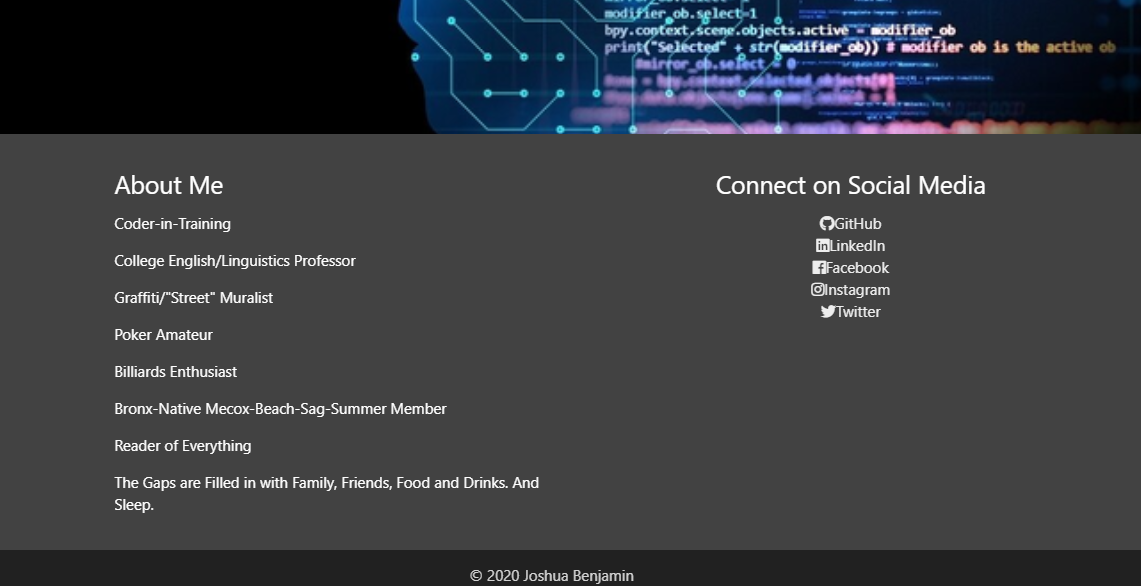 modifier_ob.select=1
bpy.context.scene.objects.active = modifier_ob
print("Selected" + str(modifier_ob)) # modifier ob is the active ob
#mirror_ob.select = 0
About Me
Coder-in-Training
College English/Linguistics Professor
Graffiti/"Street" Muralist
Poker Amateur
Billiards Enthusiast
Bronx-Native Mecox-Beach-Sag-Summer Member
Reader of Everything
The Gaps are Filled in with Family, Friends, Food and Drinks. And
Sleep.
Connect on Social Media
GitHub
LinkedIn
Facebook
Instagram
Twitter
© 2020 Joshua Benjamin